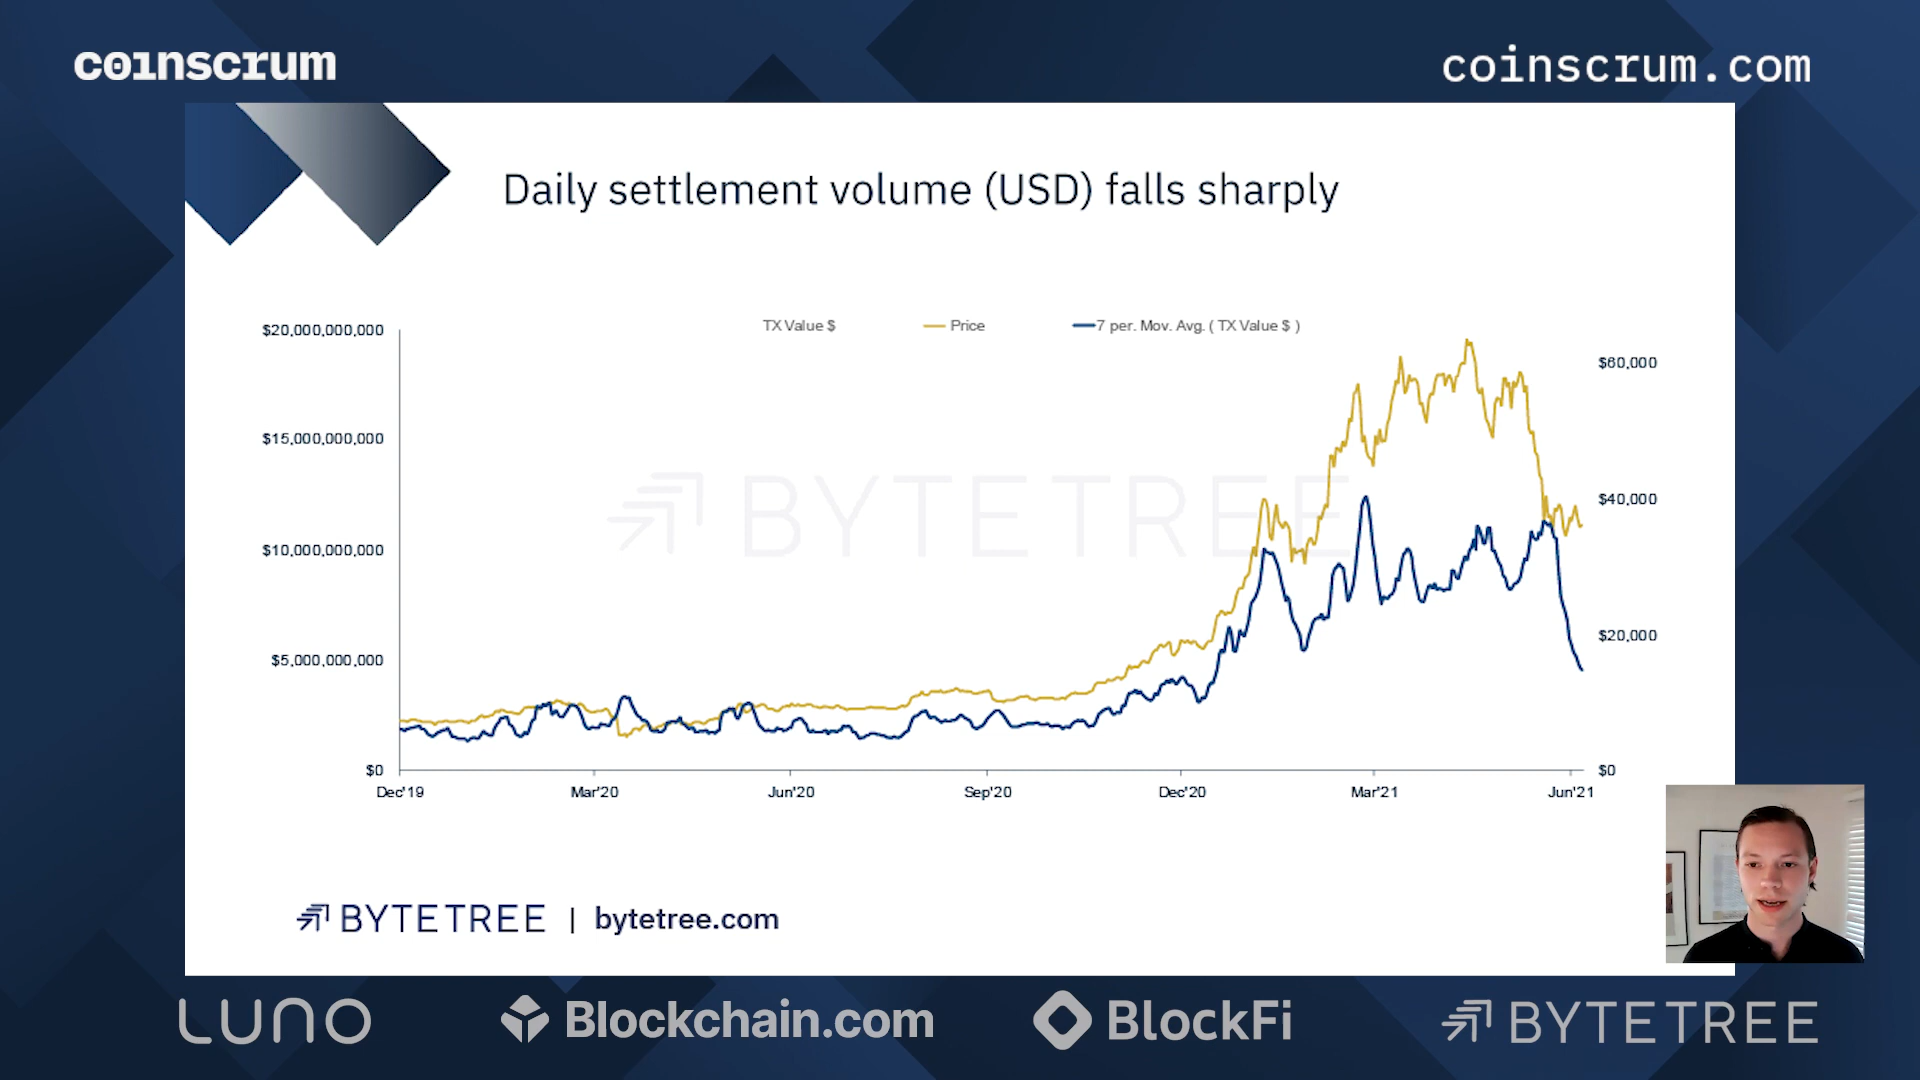 coinscrum
coinscrum.com
Daily settlement volume (USD) falls sharply
TX Value $ Price 7 per. Mov. Avg. ( TX Value $ )
$20,000,000,000
$15,000,000,000
$10,000,000,000
$5,000,000,000
$0
$60,000
$40,000
$20,000
$0
BYTETREE
Dec'19 Mar'20 Jun'20 Sep'20 Dec'20 Mar'21 Jun'21
BYTETREE | bytetree.com
LUNO Blockchain.com BlockFi BYTETREE